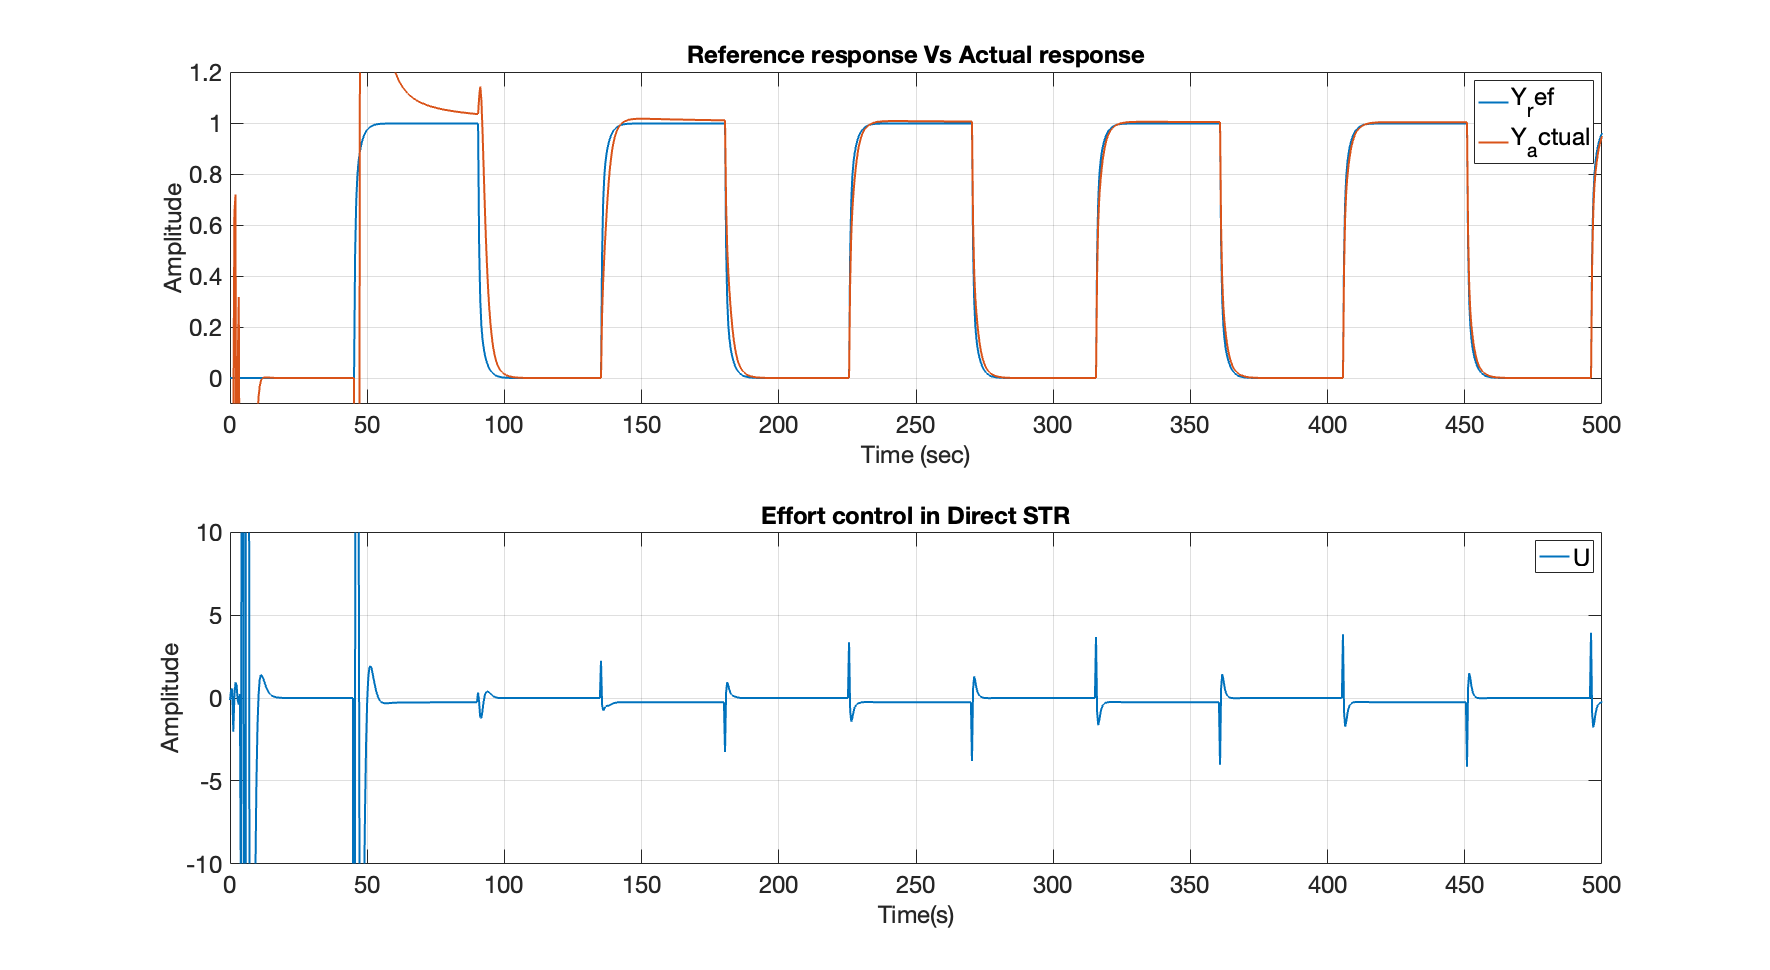 Reference response Vs Actual response
1.2
1
0.8
0.6
0.4
0.2
0
Amplitude
Y_ref
Y_actual
0 50 100 150 200 250 300 350 400 450 500
Time (sec)
Effort control in Direct STR
10
5
0
-5
-10
Amplitude
U
0 50 100 150 200 250 300 350 400 450 500
Time(s)